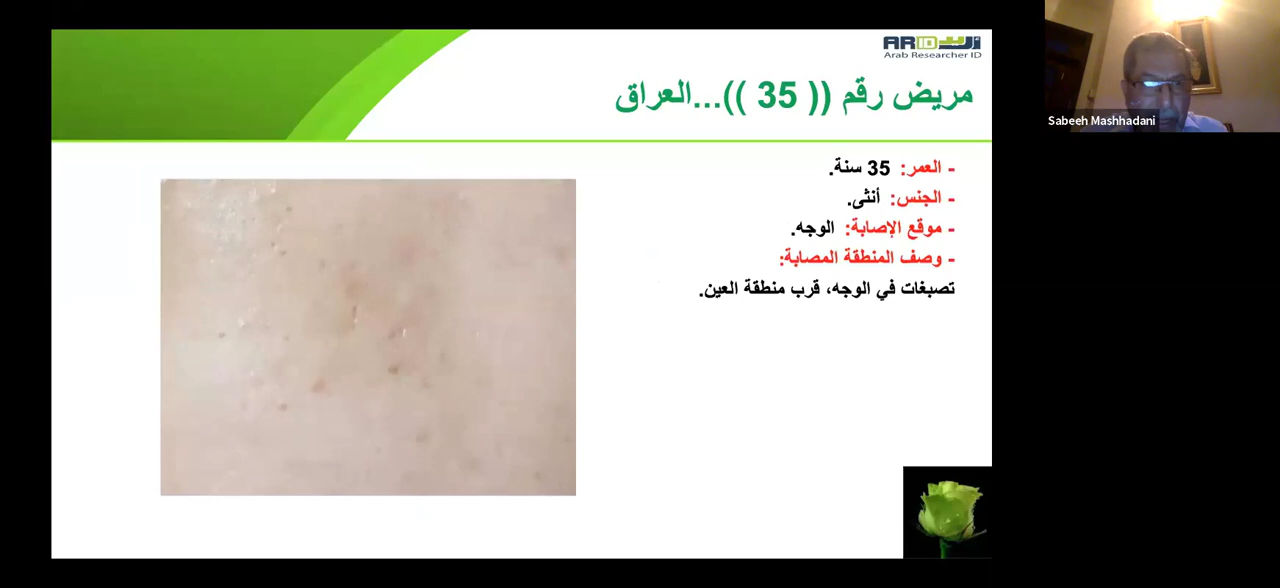 ARID أريد
Arab Researcher ID
مريض رقم (( 35 ))...العراق
- العمر: 35 سنة.
- الجنس: أنثى.
- موقع الإصابة: الوجه.
- وصف المنطقة المصابة:
تصبغات في الوجه، قرب منطقة العين.
Sabeeh Mashhadani